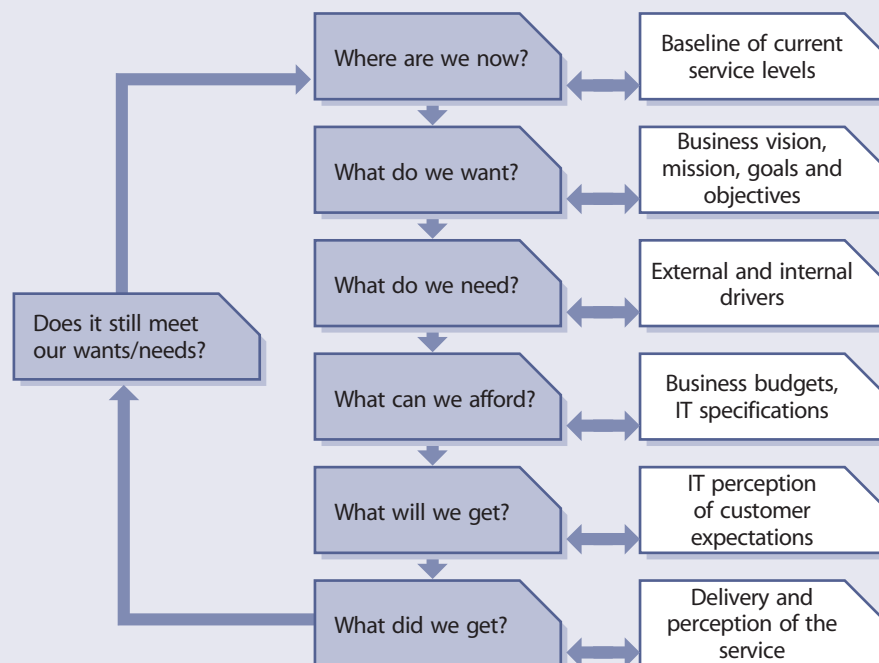 Where are we now?
Baseline of current
service levels
What do we want?
Business vision,
mission, goals and
objectives
What do we need?
External and internal
drivers
Does it still meet
our wants/needs?
What can we afford?
Business budgets,
IT specifications
What will we get?
IT perception
of customer
expectations
What did we get?
Delivery and
perception of the
service